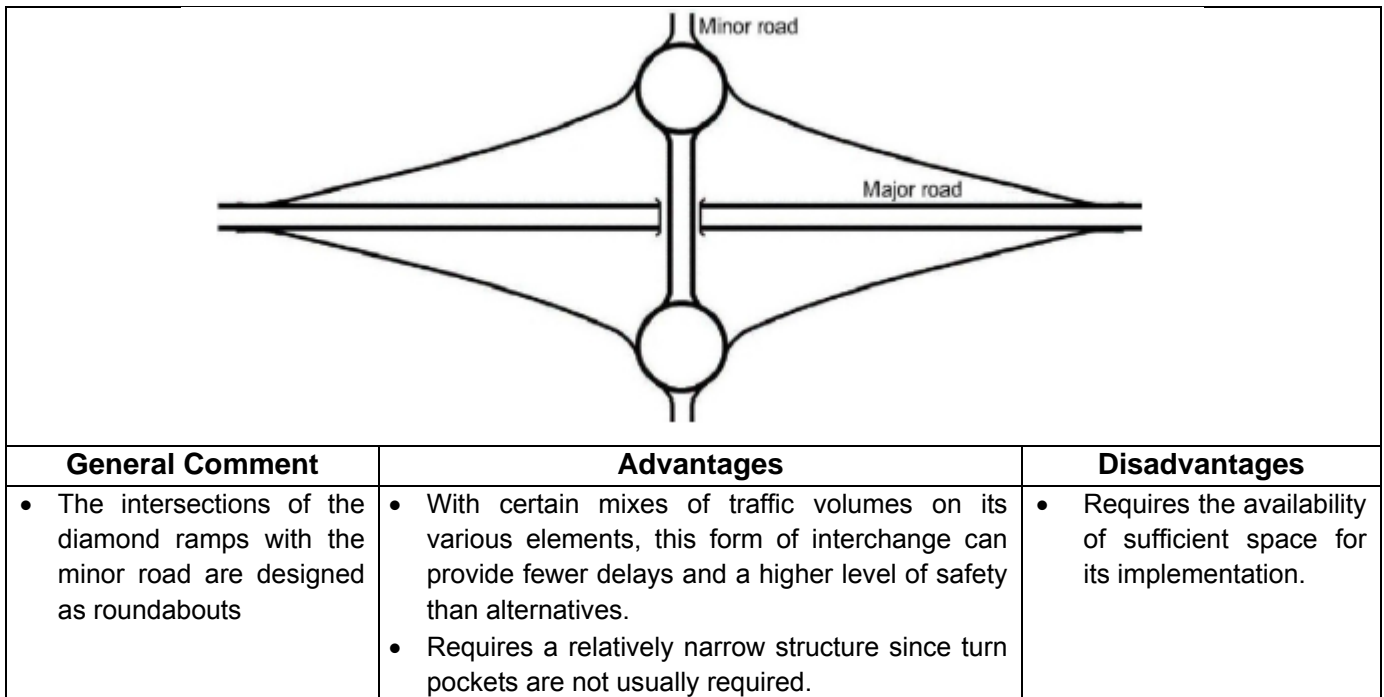 Minor road
Major road
General Comment
Advantages
Disadvantages
• The intersections of the
diamond ramps with the
minor road are designed
as roundabouts
• With certain mixes of traffic volumes on its
various elements, this form of interchange can
provide fewer delays and a higher level of safety
than alternatives.
• Requires a relatively narrow structure since turn
pockets are not usually required.
• Requires the availability
of sufficient space for
its implementation.